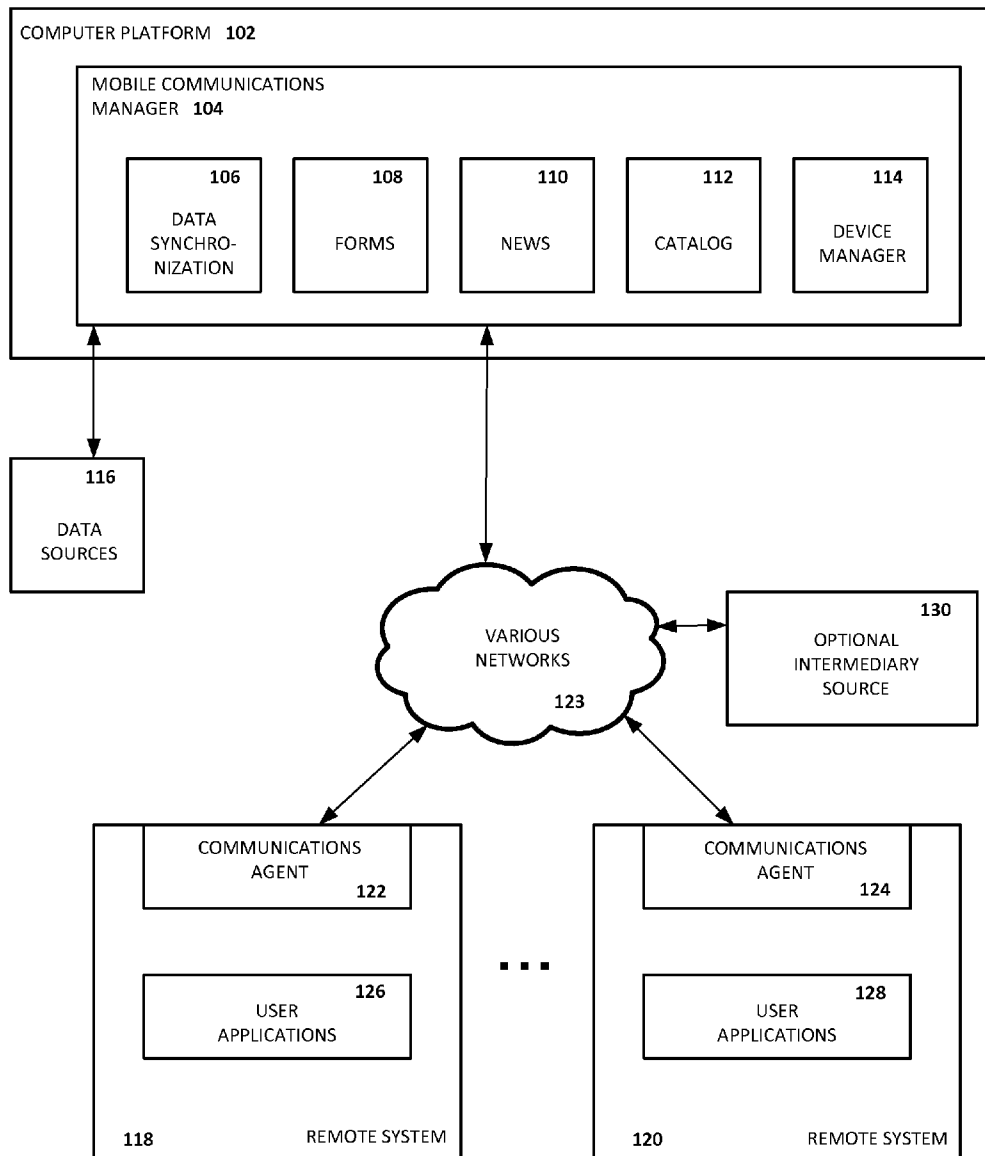 COMPUTER PLATFORM 102
MOBILE COMMUNICATIONS
MANAGER 104
106
DATA
SYNCHRO-
NIZATION
108
FORMS
110
NEWS
112
CATALOG
114
DEVICE
MANAGER
116
DATA
SOURCES
VARIOUS
NETWORKS
123
130
OPTIONAL
INTERMEDIARY
SOURCE
COMMUNICATIONS
AGENT
122
126
USER
APPLICATIONS
118 REMOTE SYSTEM
...
COMMUNICATIONS
AGENT
124
128
USER
APPLICATIONS
120 REMOTE SYSTEM